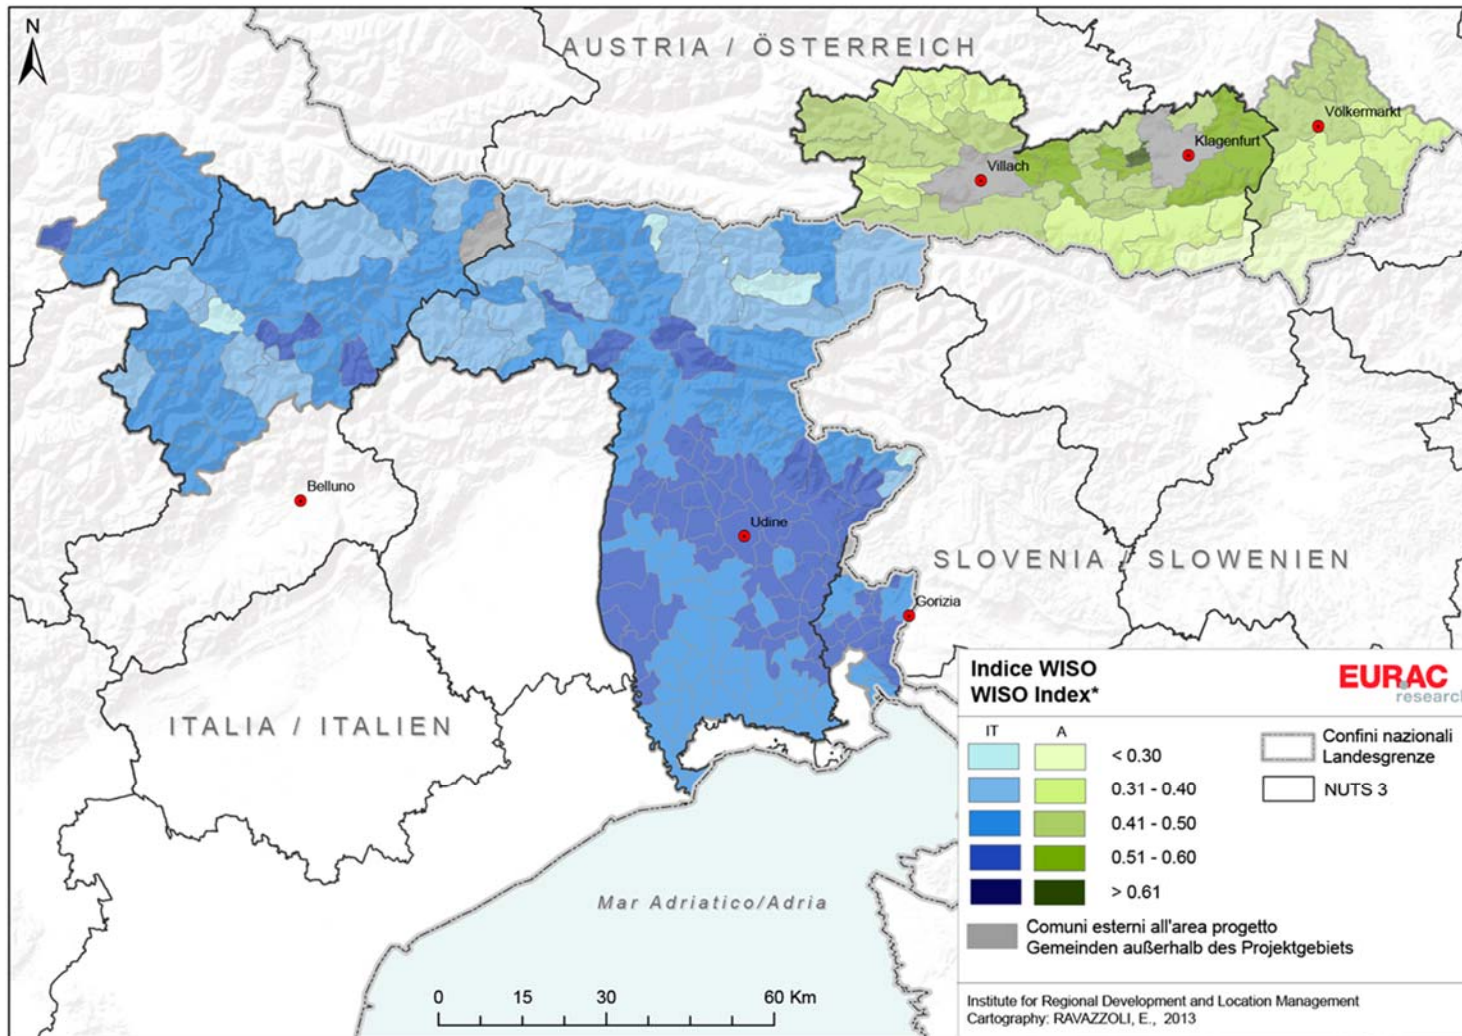 N
AUSTRIA / ÖSTERREICH
Völkermarkt
Klagenfurt
Villach
Belluno
Udine
SLOVENIA / SLOWENIEN
Gorizia
ITALIA / ITALIEN
Mar Adriatico/Adria
0 15 30 60 Km
Indice WISO
WISO Index*
EURAC
research
IT A
< 0.30
0.31 - 0.40
0.41 - 0.50
0.51 - 0.60
> 0.61
Confini nazionali
Landesgrenze
NUTS 3
Comuni esterni all'area progetto
Gemeinden außerhalb des Projektgebiets
Institute for Regional Development and Location Management
Cartography: RAVAZZOLI, E., 2013